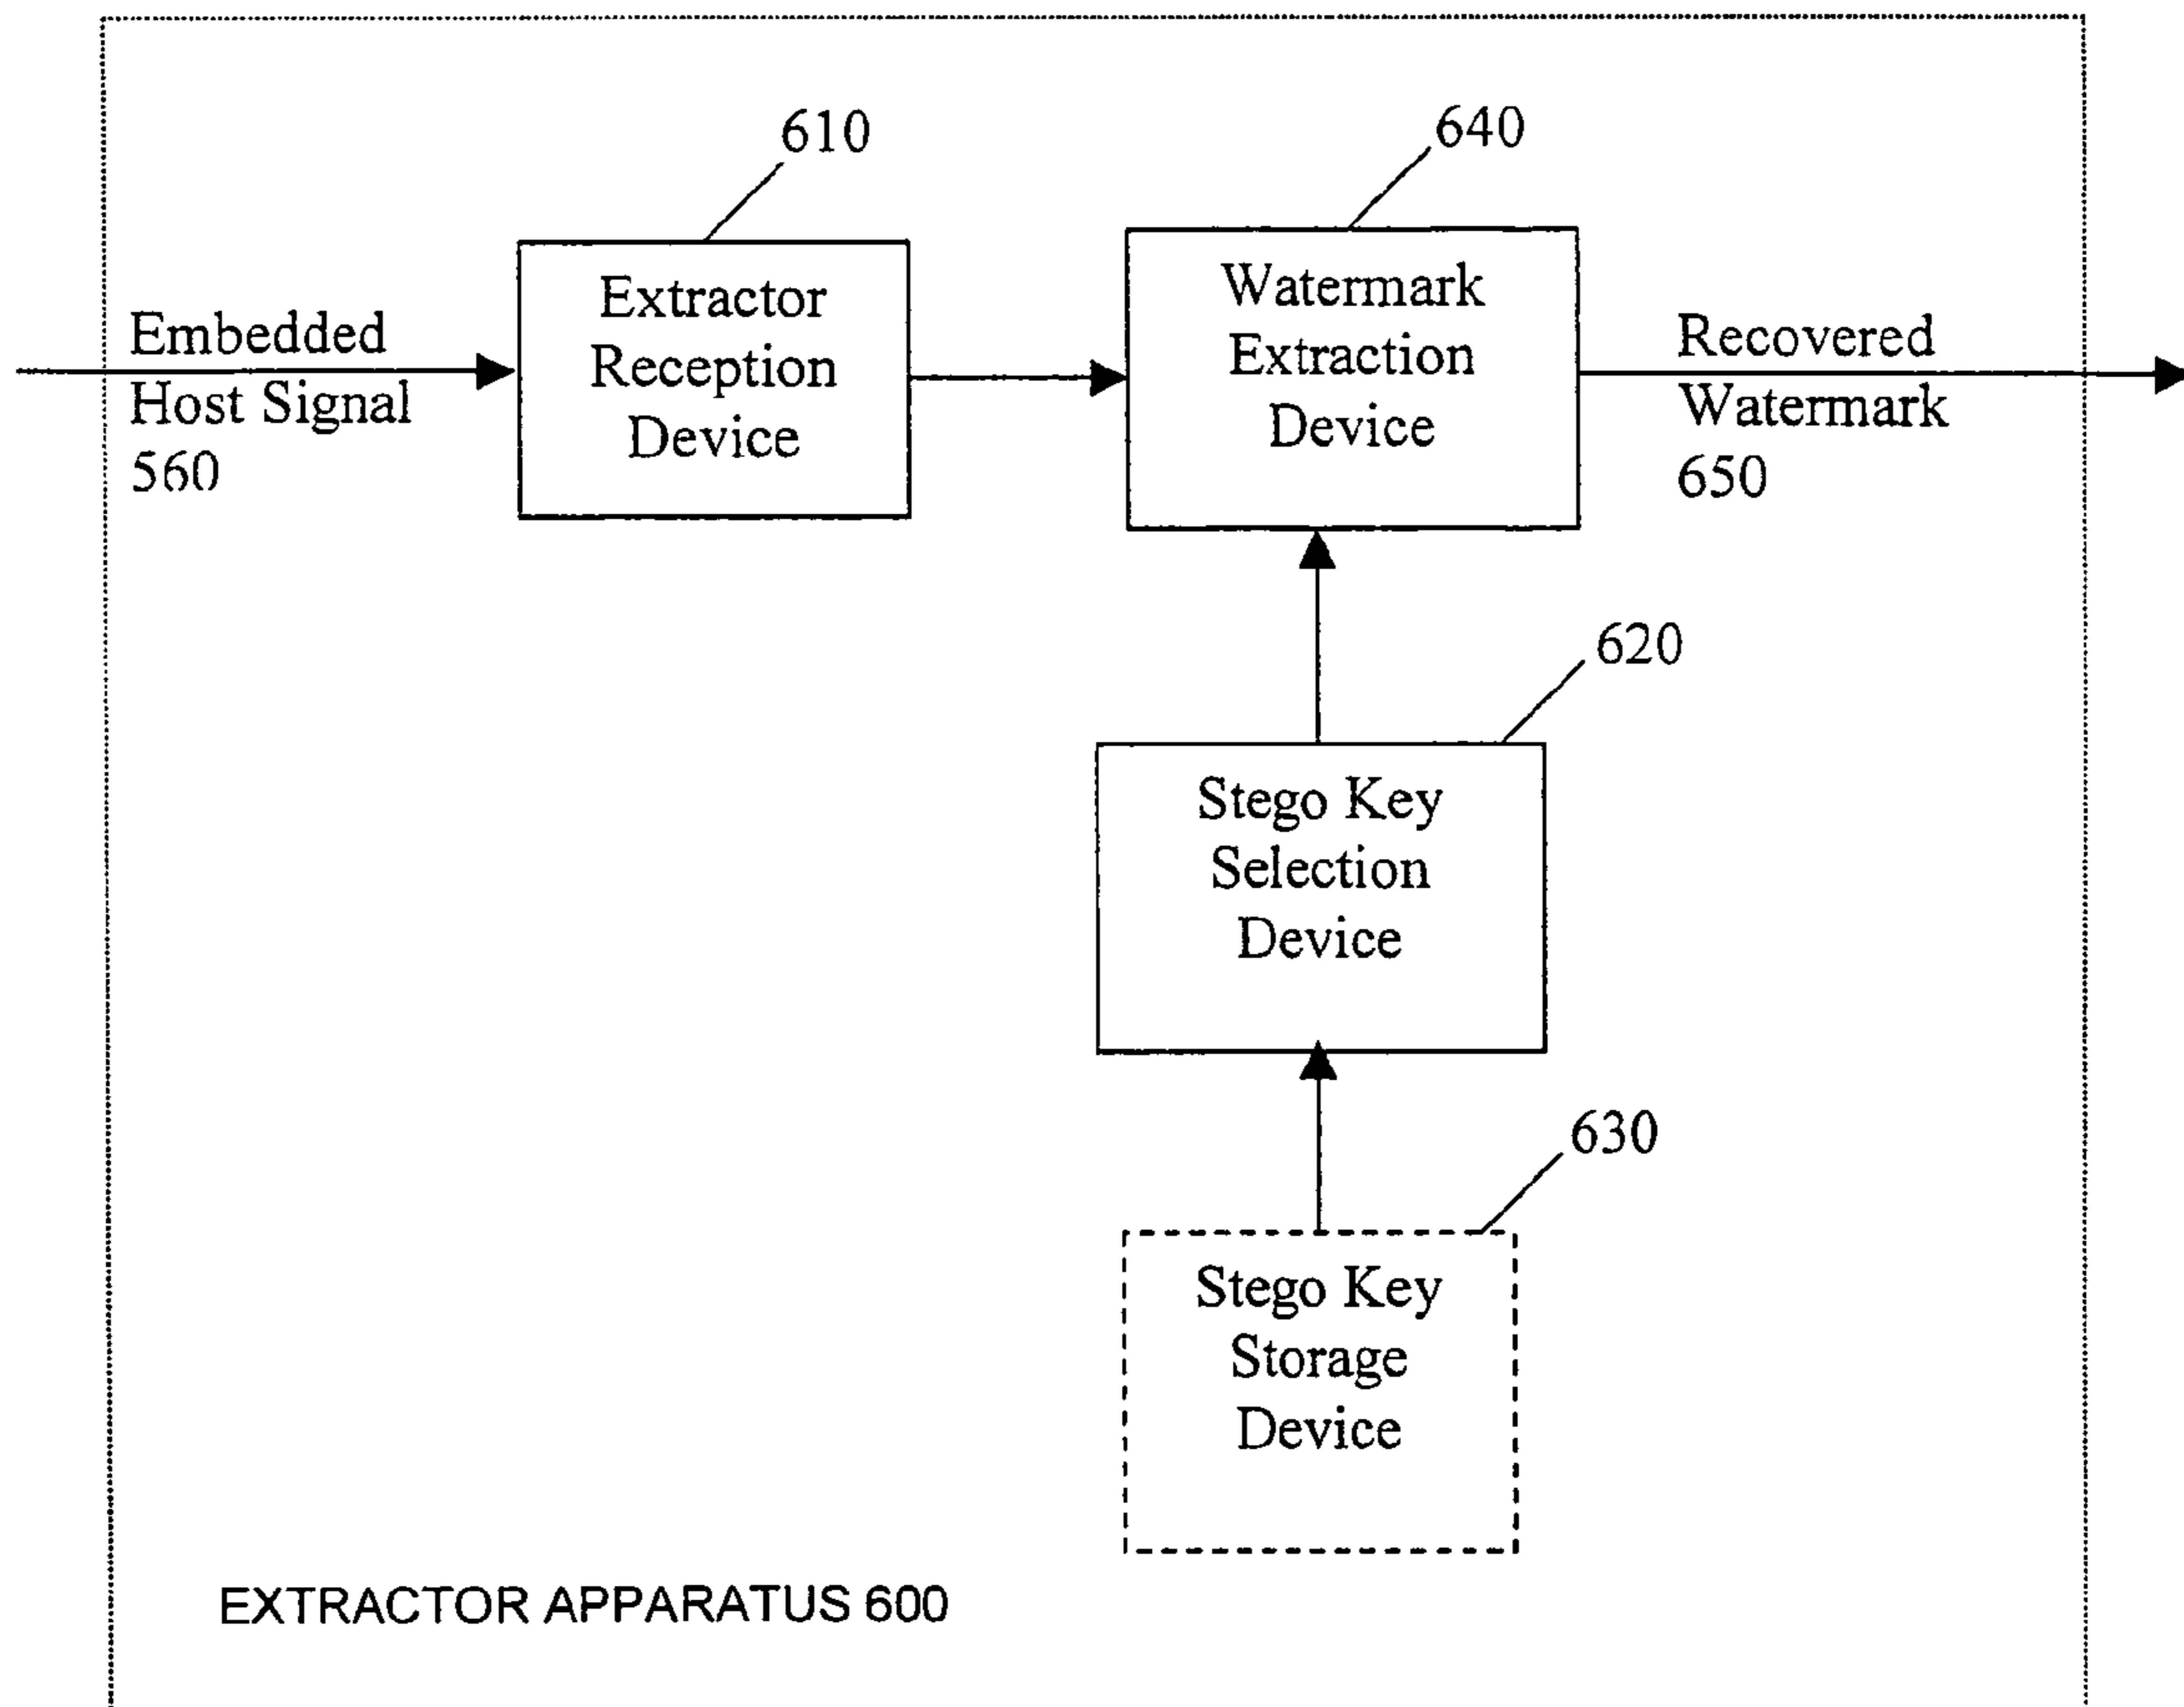 610
640
Embedded
Host Signal
560
Extractor
Reception
Device
Watermark
Extraction
Device
Recovered
Watermark
650
620
Stego Key
Selection
Device
630
Stego Key
Storage
Device
EXTRACTOR APPARATUS 600